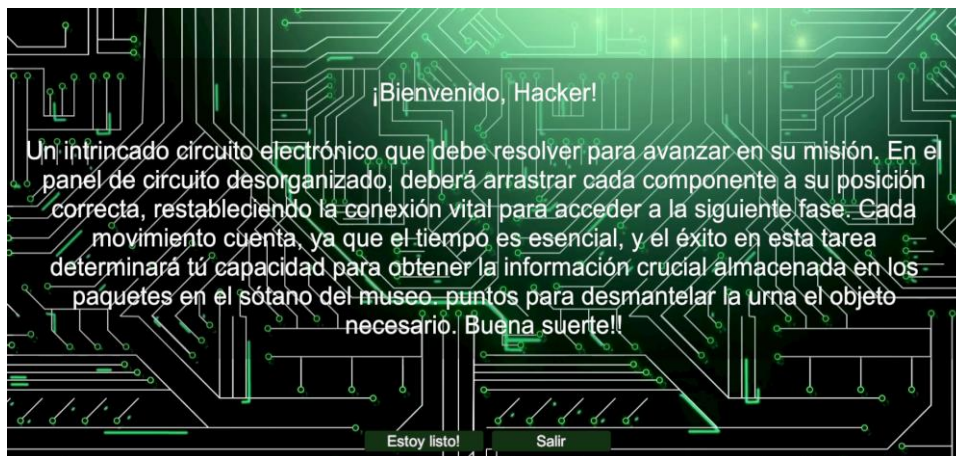 ¡Bienvenido, Hacker!
Un intrincado circuito electrónico que debe resolver para avanzar en su misión. En el
panel de circuito desorganizado, deberá arrastrar cada componente a su posición
correcta, restableciendo la conexión vital para acceder a la siguiente fase. Cada
movimiento cuenta, ya que el tiempo es esencial, y el éxito en esta tarea
determinará tú capacidad para obtener la información crucial almacenada en los
paquetes en el sótano del museo. puntos para desmantelar la urna el objeto
necesario. Buena suerte!!
Estoy listo! Salir